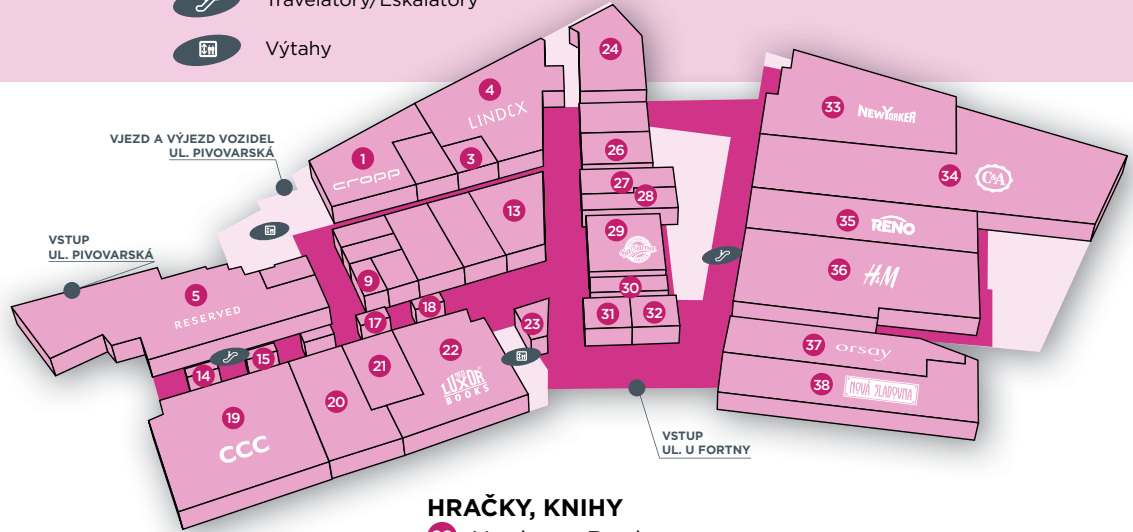 Travelátory/Eskalátory
Výtahy
24
4
LINDEX
33
NEWYORKER
VJEZD A VÝJEZD VOZIDEL
UL. PIVOVARSKÁ
1
cropp
3
26
34
C&A
27
28
13
35
RENO
29
VSTUP
UL. PIVOVARSKÁ
9
36
H&M
30
5
RESERVED
18
31
32
17
23
37
orsay
15
14
22
21
38
NOVÁ SLADOVNA
NEO
LUXOR
BOOKS
20
19
CCC
VSTUP
UL. U FORTNY
HRAČKY, KNIHY